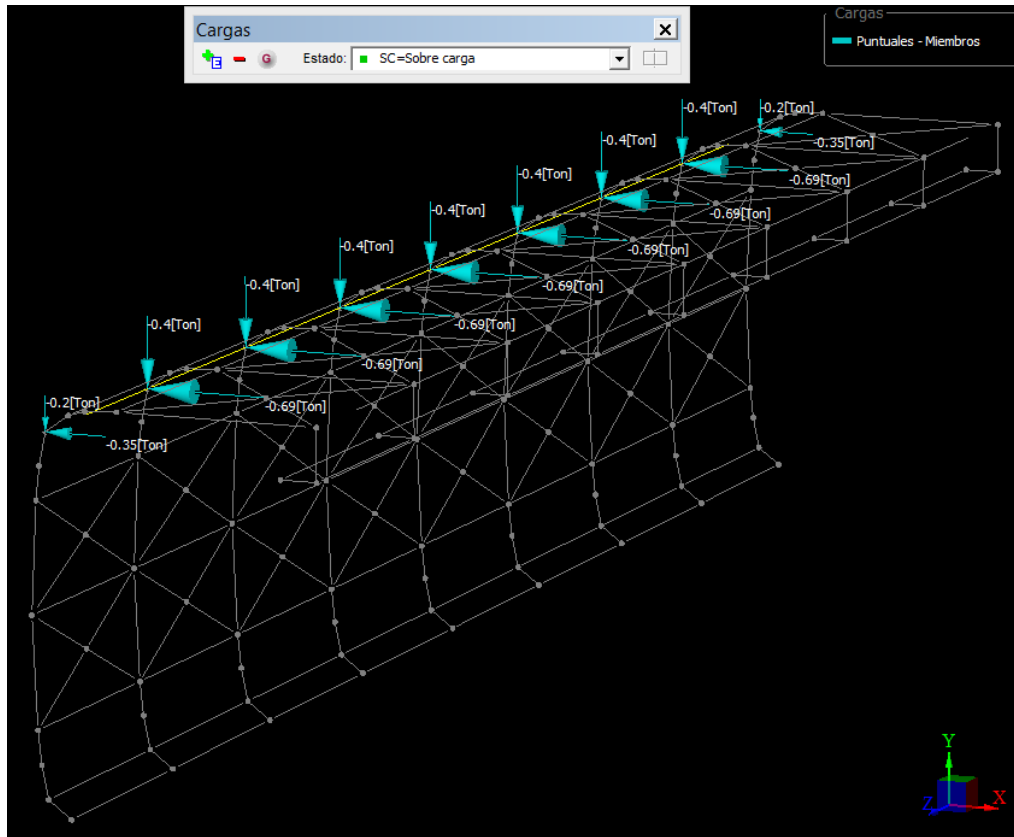 Cargas
Estado: SC=Sobre carga
Cargas
Puntuales - Miembros
-0.4[Ton]
-0.2[Ton]
-0.4[Ton]
-0.35[Ton]
-0.4[Ton]
-0.69[Ton]
-0.4[Ton]
-0.69[Ton]
-0.4[Ton]
-0.69[Ton]
-0.4[Ton]
-0.69[Ton]
-0.4[Ton]
-0.69[Ton]
-0.69[Ton]
-0.2[Ton]
-0.69[Ton]
-0.35[Ton]
Y
Z
X
G
E